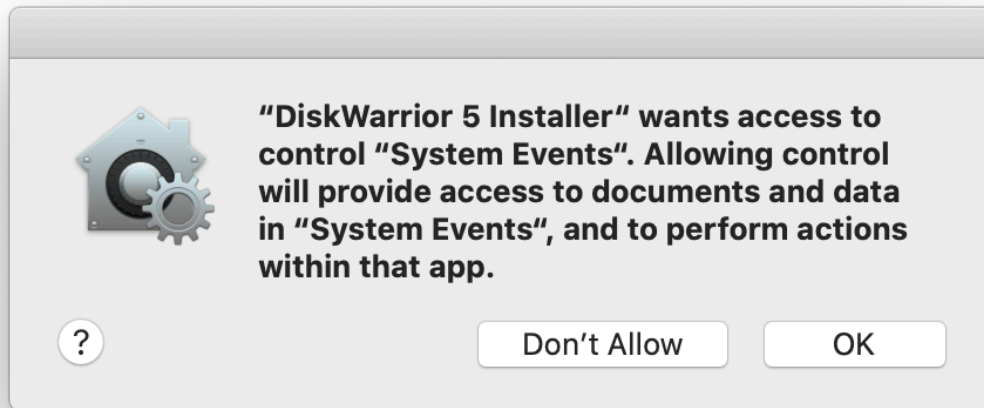 “DiskWarrior 5 Installer“ wants access to
control “System Events“. Allowing control
will provide access to documents and data
in “System Events“, and to perform actions
within that app.
?
Don’t Allow
OK